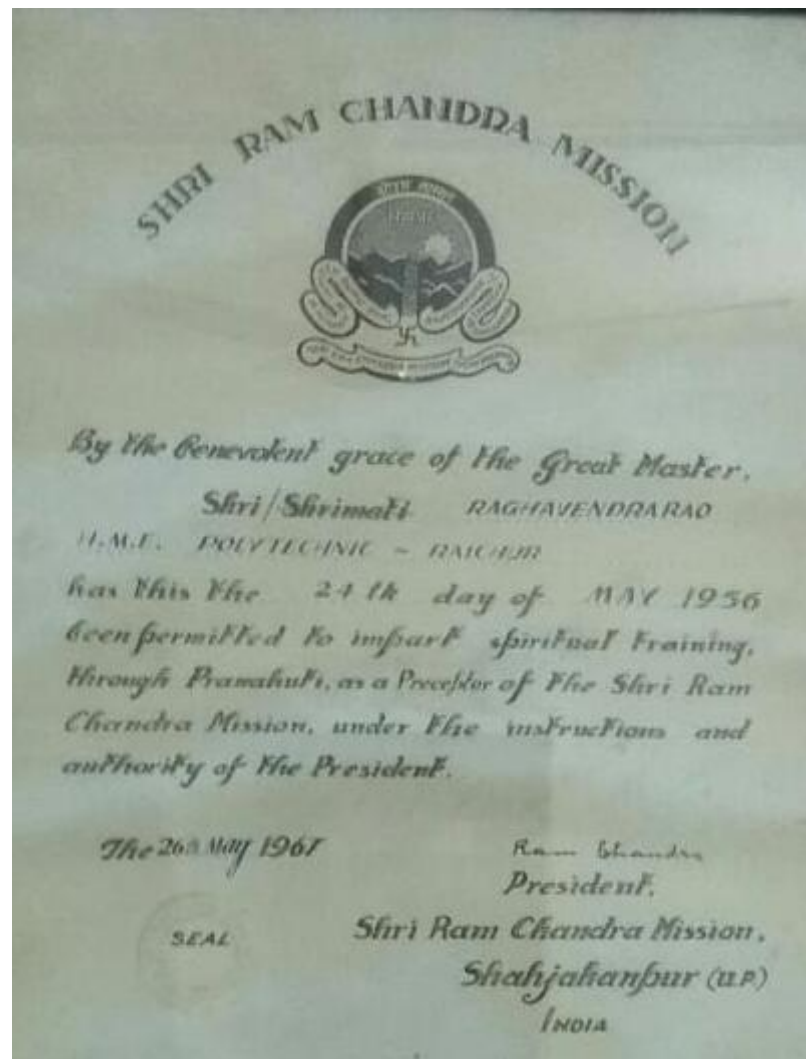 SHRI RAM CHANDRA MISSION
By the Benevolent grace of the Great Master,
Shri/Shrimati RAGHAVENDRARAO
H.M.E. POLYTECHNIC - RAICHUR
has this the 24th day of MAY 1956
been permitted to impart spiritual training,
through Pranahuti, as a Preceptor of the Shri Ram
Chandra Mission, under the instructions and
authority of the President.
The 26th May 1967
Ram Chandra
President,
SEAL
Shri Ram Chandra Mission,
Shahjahanpur (U.P)
INDIA